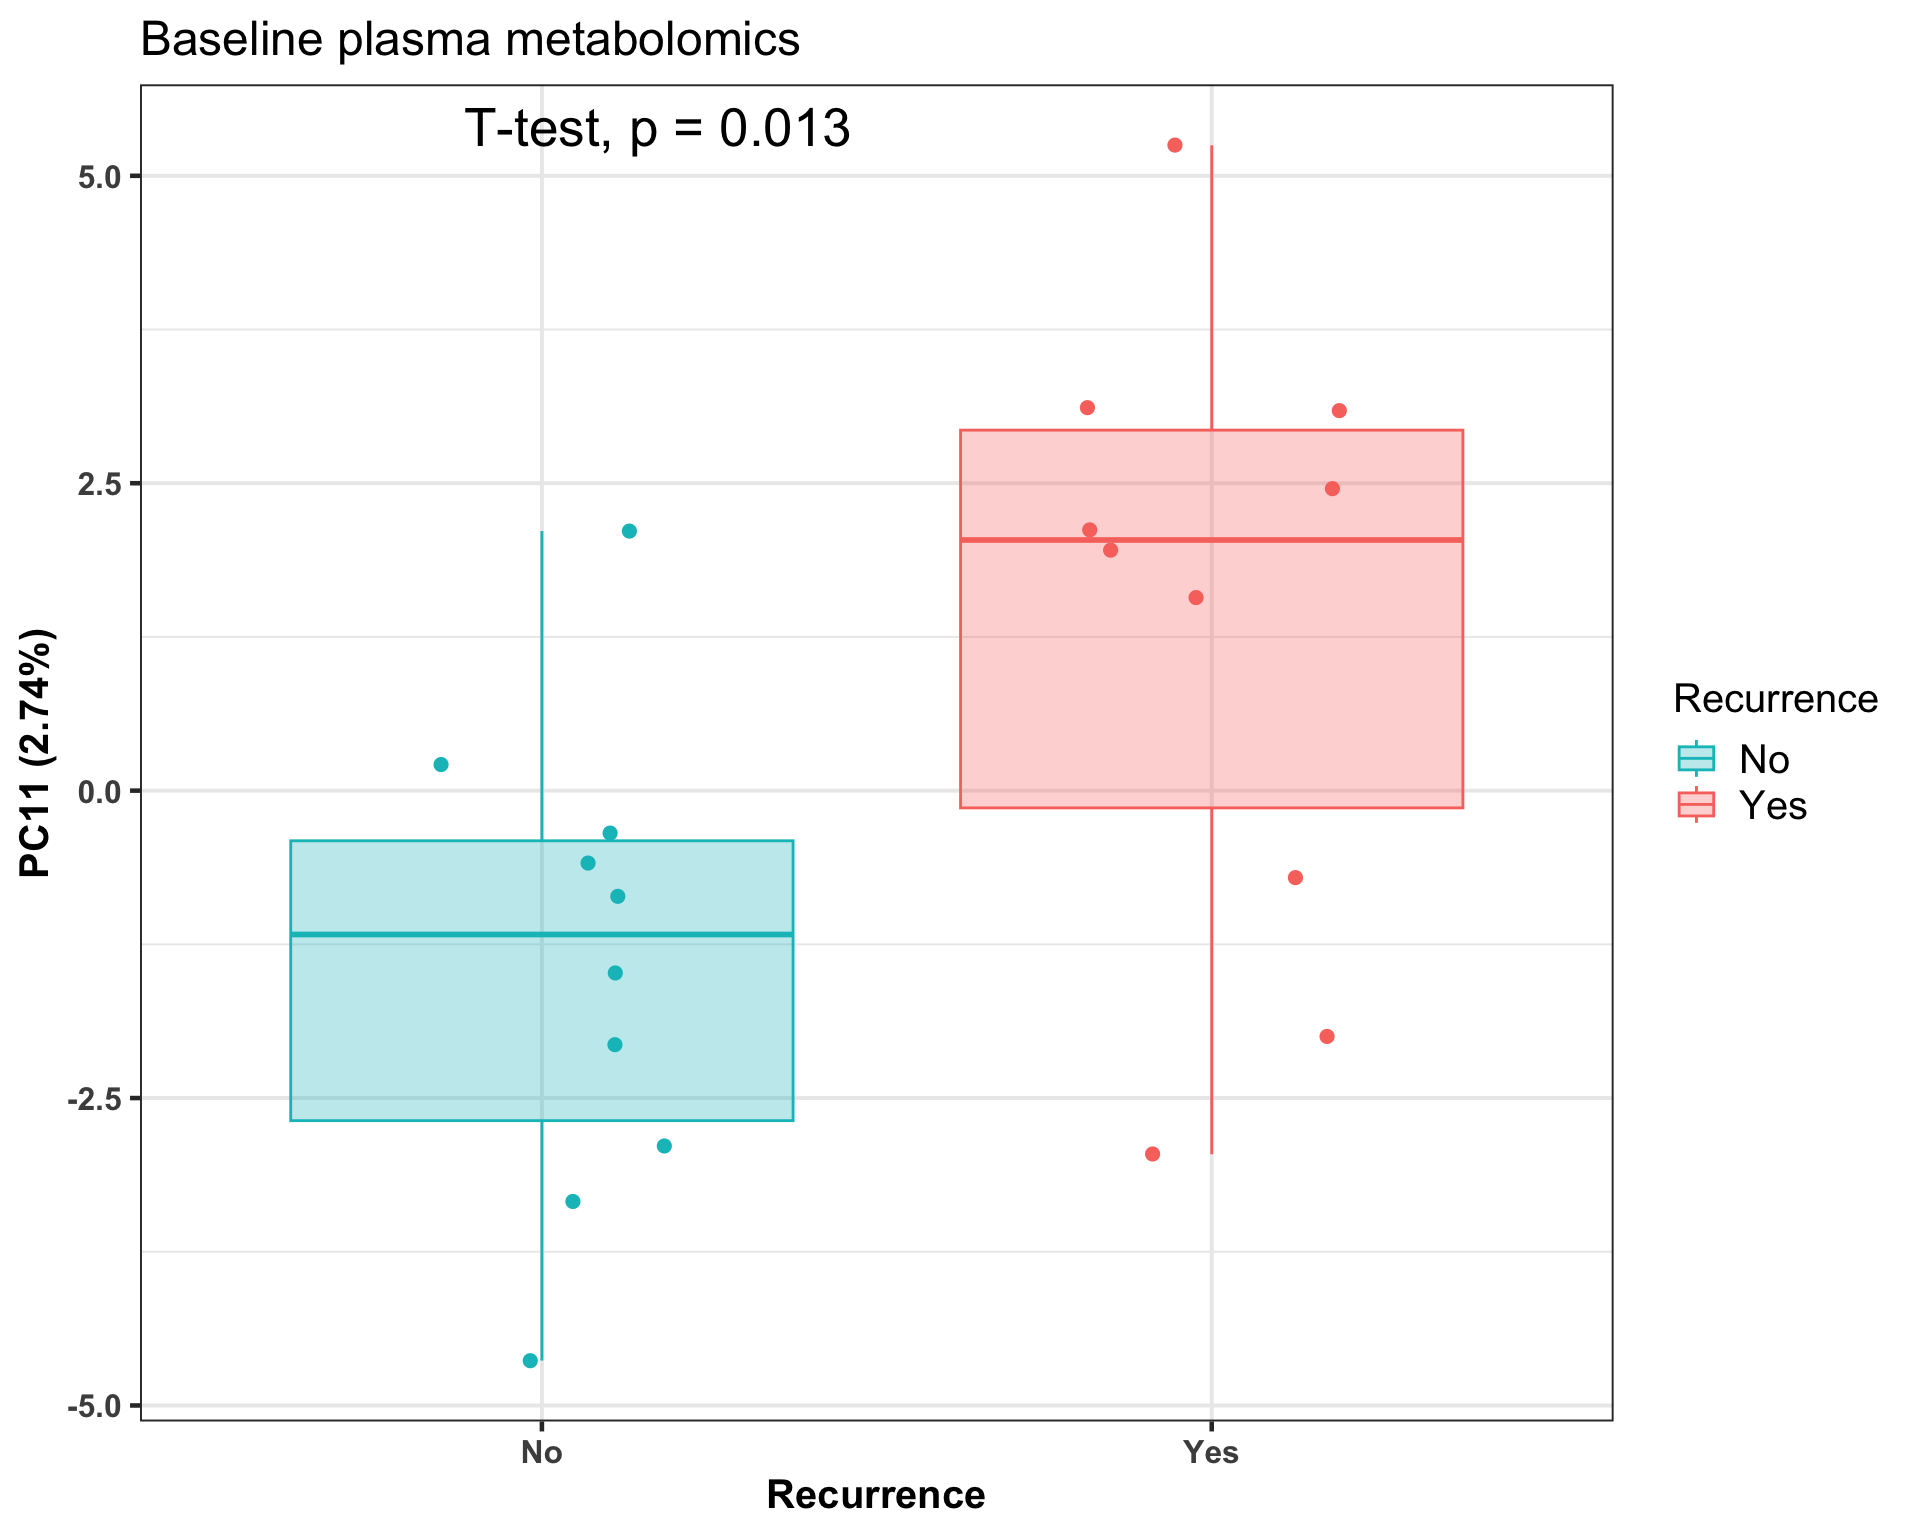 Baseline plasma metabolomics
T-test, p = 0.013
PC11 (2.74%)
5.0
2.5
0.0
-2.5
-5.0
No
Yes
Recurrence
Recurrence
No
Yes